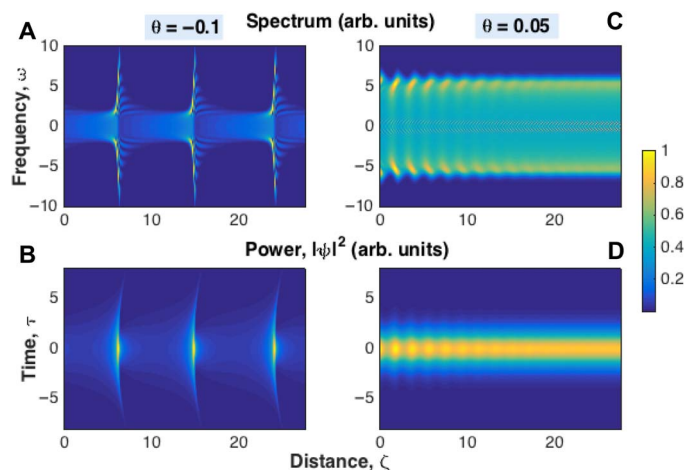 A θ = −0.1 Spectrum (arb. units) θ = 0.05 C
Frequency, ω
10
5
0
−5
−10
0 10 20
10
5
0
−5
−10
0 10 20
1
0.8
0.6
0.4
0.2
B Power, |ψ|² (arb. units) D
Time, τ
5
0
−5
0 10 20
5
0
−5
0 10 20
Distance, ζ